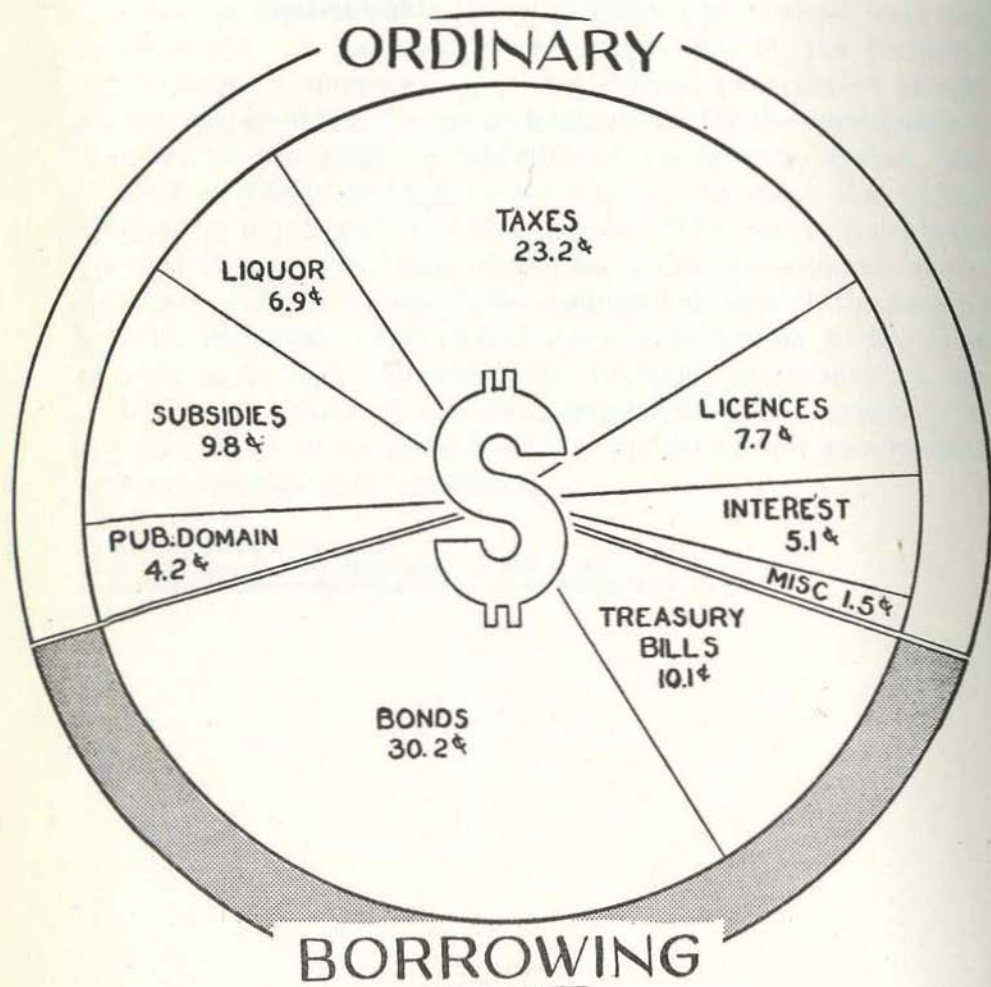 ORDINARY
TAXES
23.2¢
LIQUOR
6.9¢
SUBSIDIES
9.8¢
LICENCES
7.7¢
PUB. DOMAIN
4.2¢
INTEREST
5.1¢
MISC 1.5¢
$
TREASURY
BILLS
10.1¢
BONDS
30.2¢
BORROWING